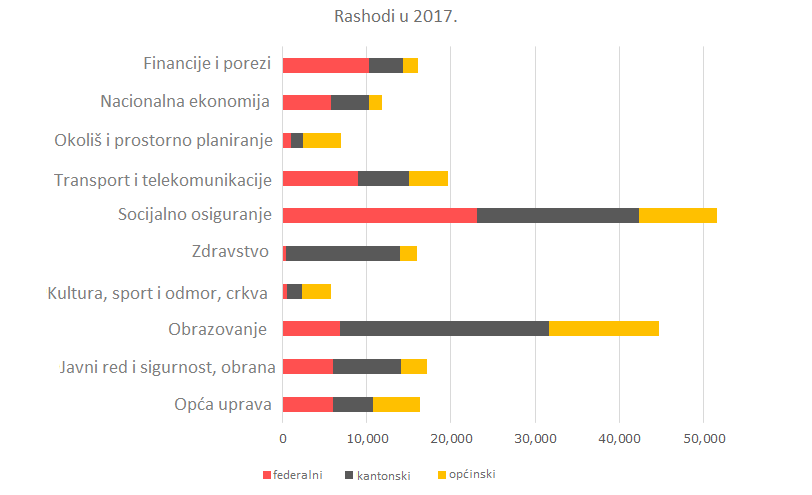 Rashodi u 2017.
Financije i porezi
Nacionalna ekonomija
Okoliš i prostorno planiranje
Transport i telekomunikacije
Socijalno osiguranje
Zdravstvo
Kultura, sport i odmor, crkva
Obrazovanje
Javni red i sigurnost, obrana
Opća uprava
0 10,000 20,000 30,000 40,000 50,000
federalni kantonski općinski